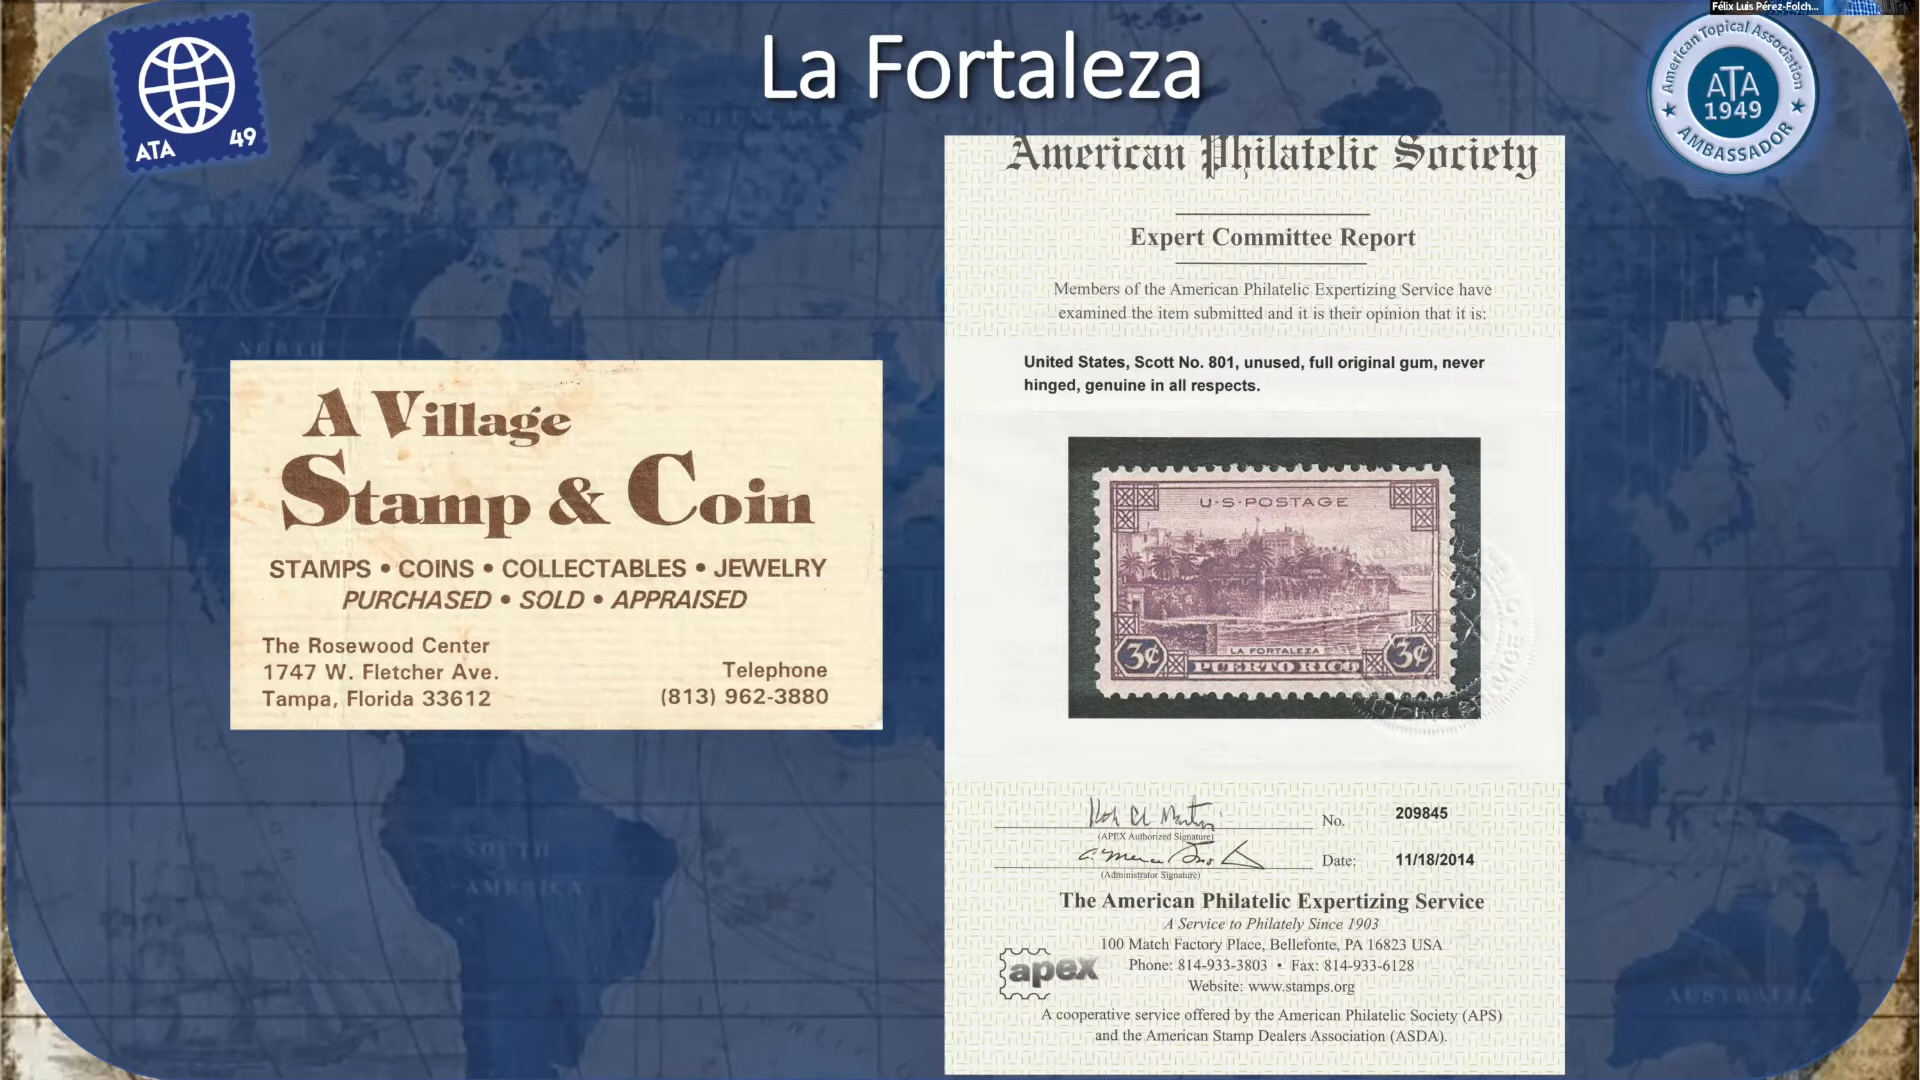 Félix Luis Pérez-Folch...
La Fortaleza
ATA 49
American Topical Association
ATA
1949
AMBASSADOR
A Village
Stamp & Coin
STAMPS • COINS • COLLECTABLES • JEWELRY
PURCHASED • SOLD • APPRAISED
The Rosewood Center
1747 W. Fletcher Ave.
Tampa, Florida 33612
Telephone
(813) 962-3880
American Philatelic Society
Expert Committee Report
Members of the American Philatelic Expertizing Service have
examined the item submitted and it is their opinion that it is:
United States, Scott No. 801, unused, full original gum, never
hinged, genuine in all respects.
U·S·POSTAGE
LA FORTALEZA
3¢ PUERTO RICO 3¢
(APEX Authorized Signature)
No. 209845
(Administrator Signature)
Date: 11/18/2014
The American Philatelic Expertizing Service
A Service to Philately Since 1903
100 Match Factory Place, Bellefonte, PA 16823 USA
Phone: 814-933-3803 • Fax: 814-933-6128
Website: www.stamps.org
apex
A cooperative service offered by the American Philatelic Society (APS)
and the American Stamp Dealers Association (ASDA).
NORTH
SOUTH
AMERICA
AUSTRALIA